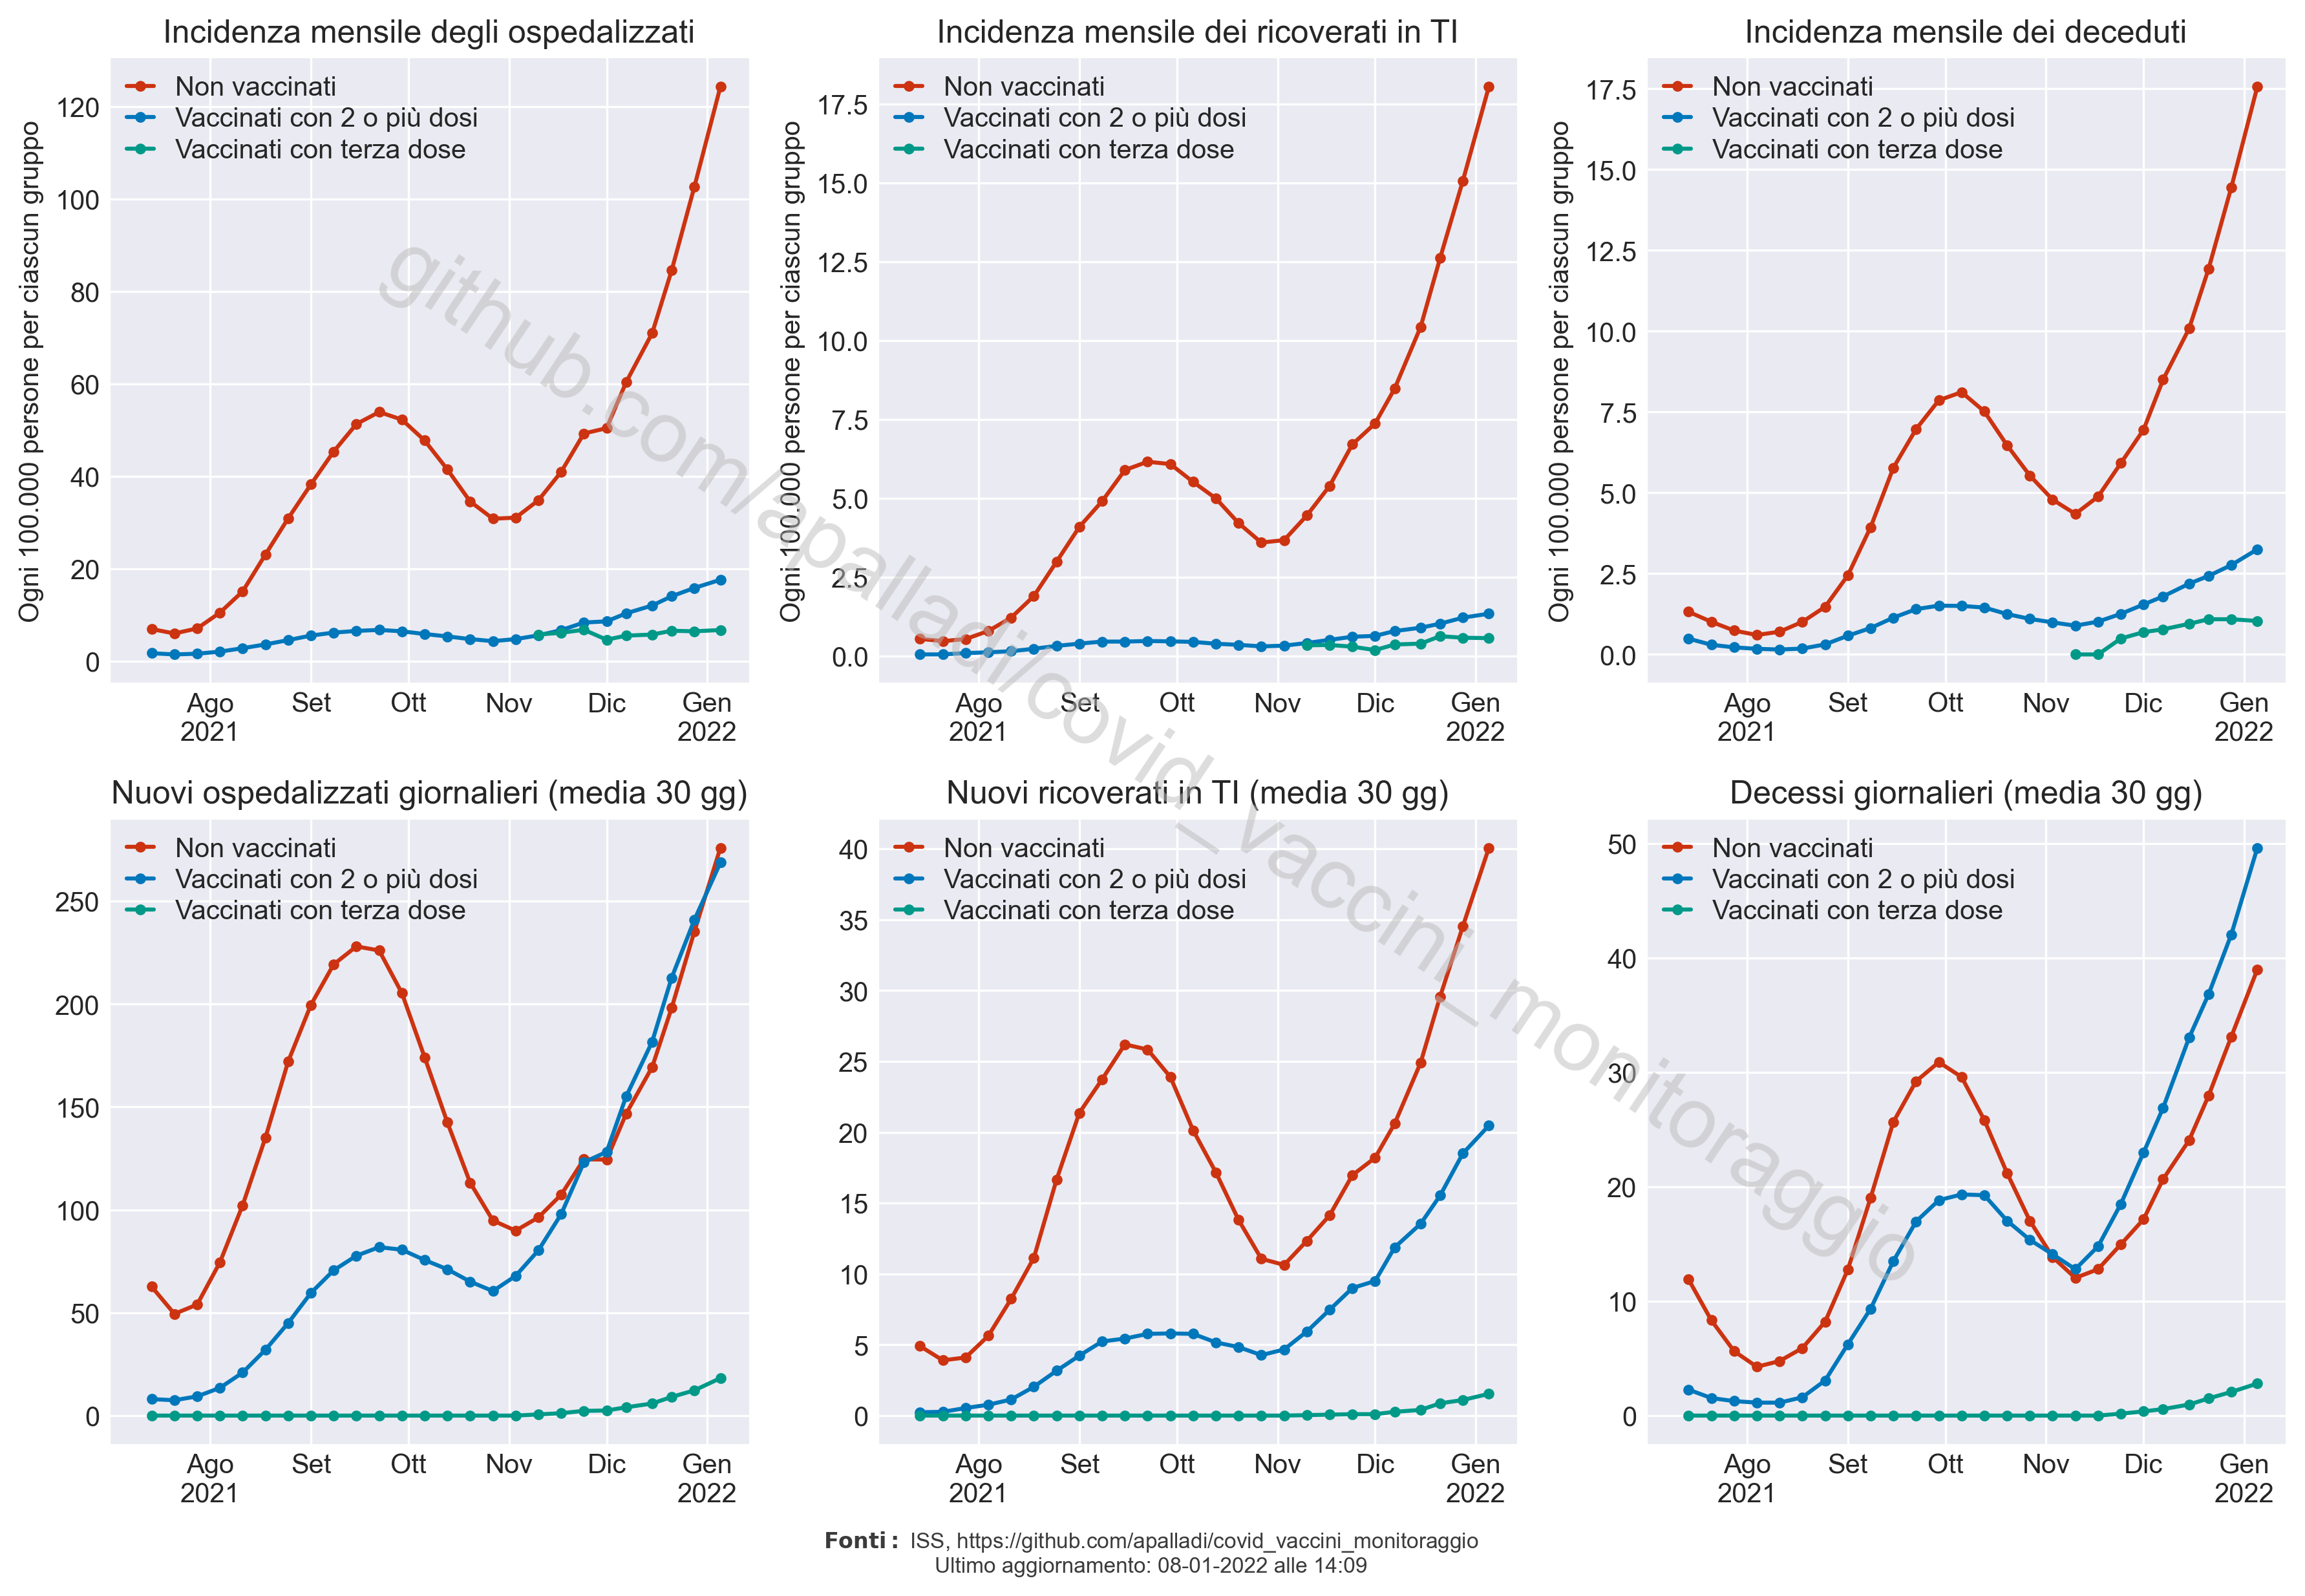 Incidenza mensile degli ospedalizzati
Ogni 100.000 persone per ciascun gruppo
Non vaccinati
Vaccinati con 2 o più dosi
Vaccinati con terza dose
120
100
80
60
40
20
0
Ago
2021
Set
Ott
Nov
Dic
Gen
2022
Incidenza mensile dei ricoverati in TI
Ogni 100.000 persone per ciascun gruppo
Non vaccinati
Vaccinati con 2 o più dosi
Vaccinati con terza dose
17.5
15.0
12.5
10.0
7.5
5.0
2.5
0.0
Ago
2021
Set
Ott
Nov
Dic
Gen
2022
Incidenza mensile dei deceduti
Ogni 100.000 persone per ciascun gruppo
Non vaccinati
Vaccinati con 2 o più dosi
Vaccinati con terza dose
17.5
15.0
12.5
10.0
7.5
5.0
2.5
0.0
Ago
2021
Set
Ott
Nov
Dic
Gen
2022
github.com/apalladi/covid_vaccini_monitoraggio
Nuovi ospedalizzati giornalieri (media 30 gg)
Non vaccinati
Vaccinati con 2 o più dosi
Vaccinati con terza dose
250
200
150
100
50
0
Ago
2021
Set
Ott
Nov
Dic
Gen
2022
Nuovi ricoverati in TI (media 30 gg)
Non vaccinati
Vaccinati con 2 o più dosi
Vaccinati con terza dose
40
35
30
25
20
15
10
5
0
Ago
2021
Set
Ott
Nov
Dic
Gen
2022
Decessi giornalieri (media 30 gg)
Non vaccinati
Vaccinati con 2 o più dosi
Vaccinati con terza dose
50
40
30
20
10
0
Ago
2021
Set
Ott
Nov
Dic
Gen
2022
Fonti: ISS, https://github.com/apalladi/covid_vaccini_monitoraggio
Ultimo aggiornamento: 08-01-2022 alle 14:09